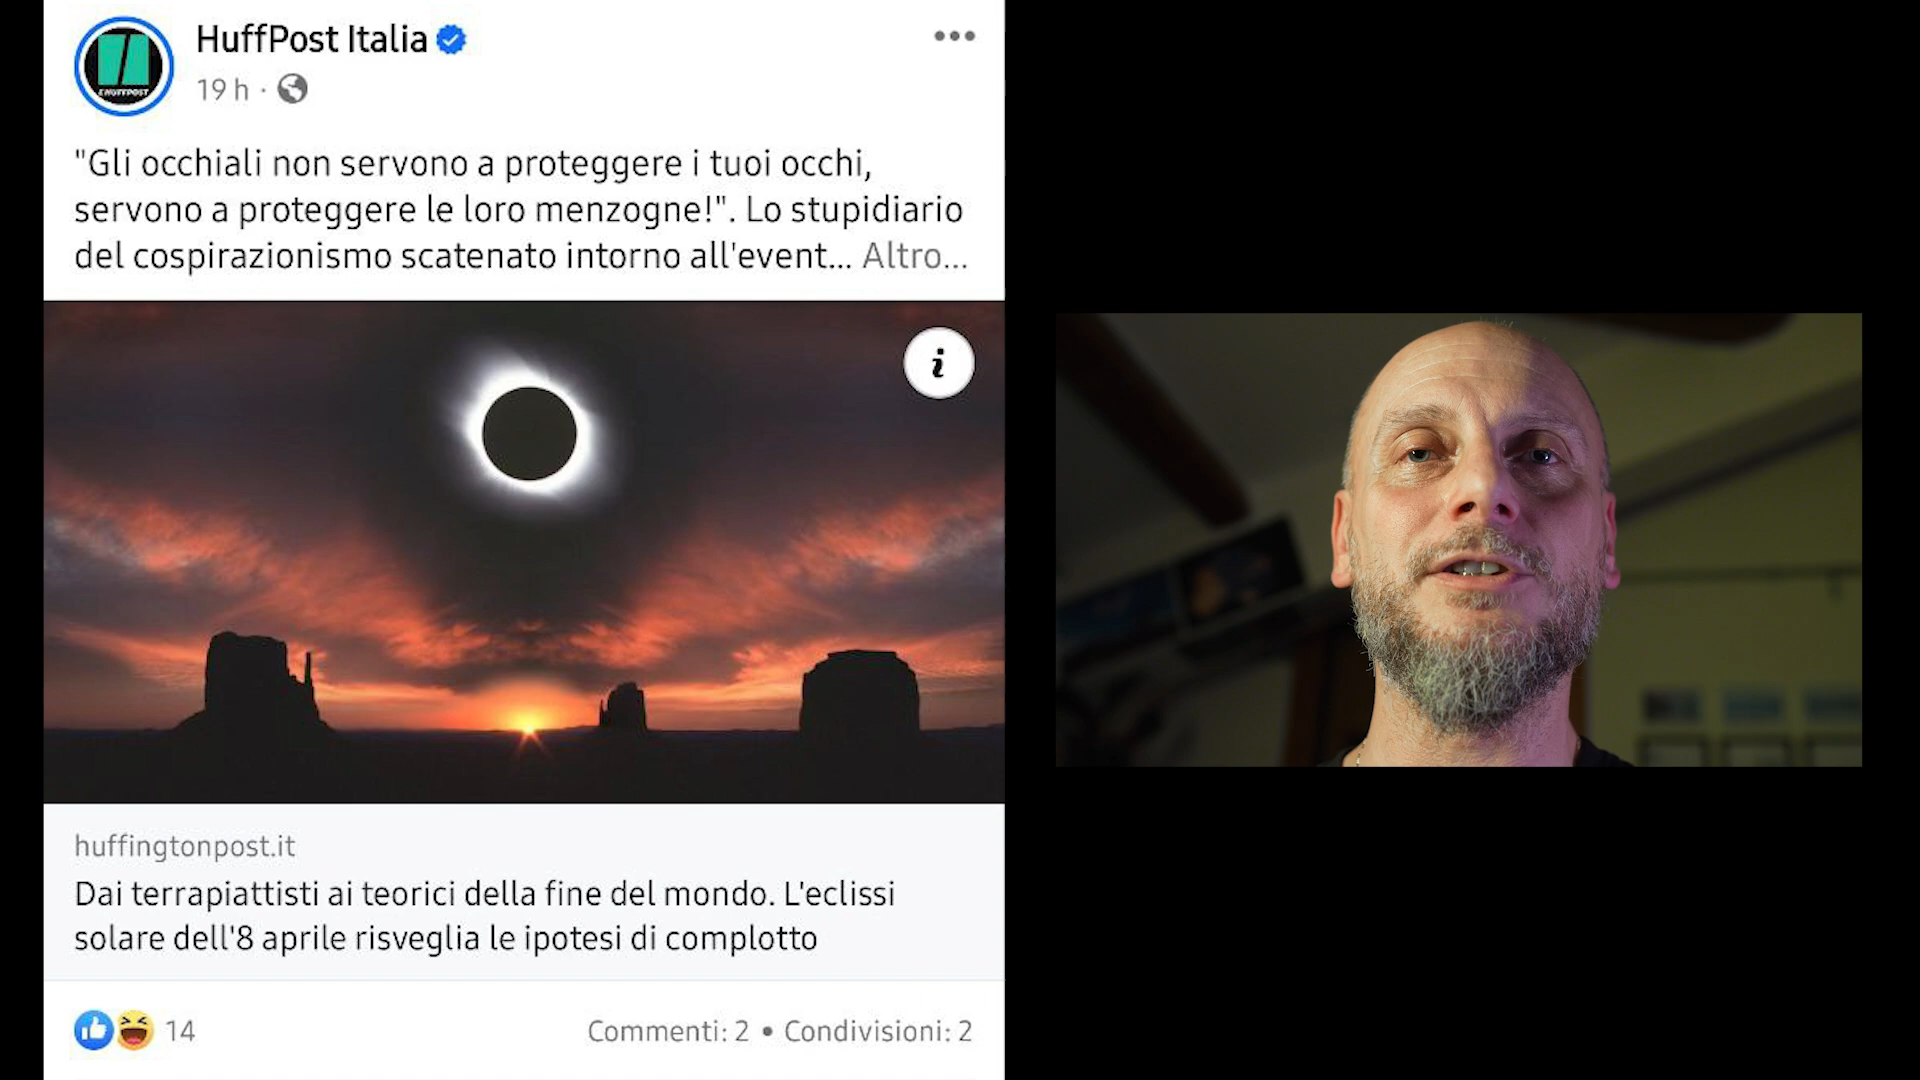 HuffPost Italia
19 h ·
"Gli occhiali non servono a proteggere i tuoi occhi,
servono a proteggere le loro menzogne!". Lo stupidiario
del cospirazionismo scatenato intorno all'event... Altro...
i
huffingtonpost.it
Dai terrapiattisti ai teorici della fine del mondo. L'eclissi
solare dell'8 aprile risveglia le ipotesi di complotto
14
Commenti: 2 • Condivisioni: 2